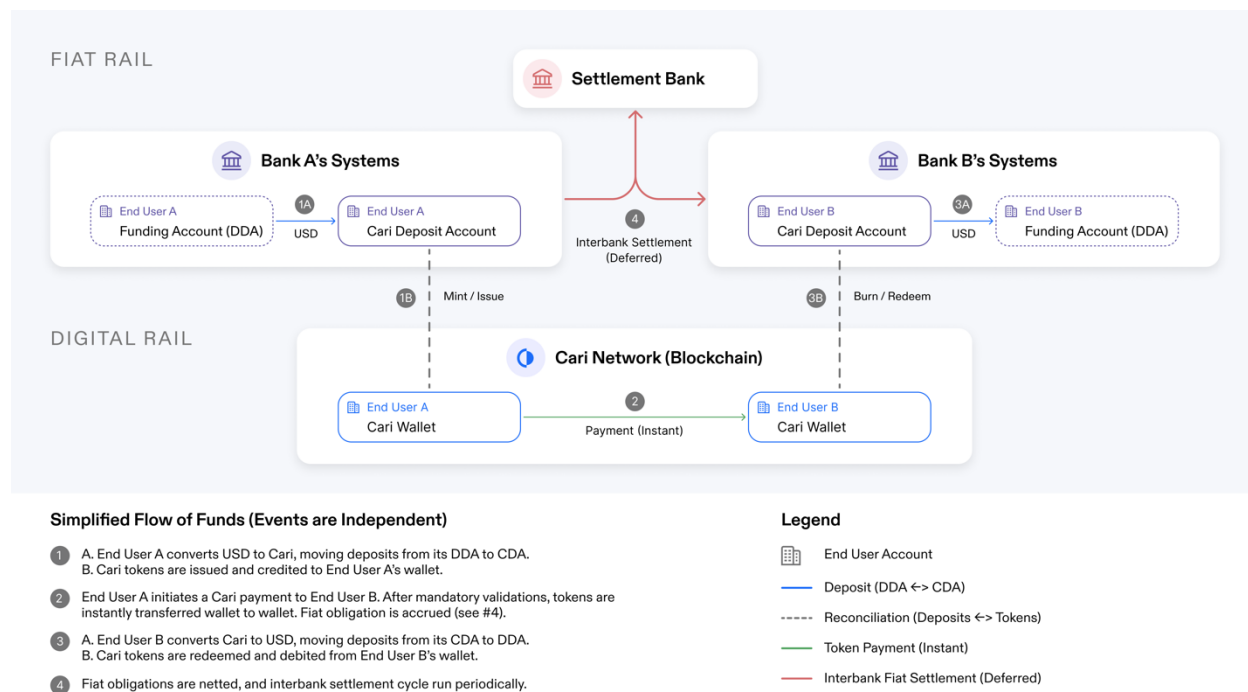 FIAT RAIL
Settlement Bank
Bank A's Systems
Bank B's Systems
End User A
Funding Account (DDA)
1A
USD
End User A
Cari Deposit Account
4
Interbank Settlement
(Deferred)
End User B
Cari Deposit Account
3A
USD
End User B
Funding Account (DDA)
1B
Mint / Issue
3B
Burn / Redeem
DIGITAL RAIL
Cari Network (Blockchain)
End User A
Cari Wallet
2
Payment (Instant)
End User B
Cari Wallet
Simplified Flow of Funds (Events are Independent)
1
A. End User A converts USD to Cari, moving deposits from its DDA to CDA.
B. Cari tokens are issued and credited to End User A's wallet.
2
End User A initiates a Cari payment to End User B. After mandatory validations, tokens are
instantly transferred wallet to wallet. Fiat obligation is accrued (see #4).
3
A. End User B converts Cari to USD, moving deposits from its CDA to DDA.
B. Cari tokens are redeemed and debited from End User B's wallet.
4
Fiat obligations are netted, and interbank settlement cycle run periodically.
Legend
End User Account
Deposit (DDA <-> CDA)
Reconciliation (Deposits <-> Tokens)
Token Payment (Instant)
Interbank Fiat Settlement (Deferred)